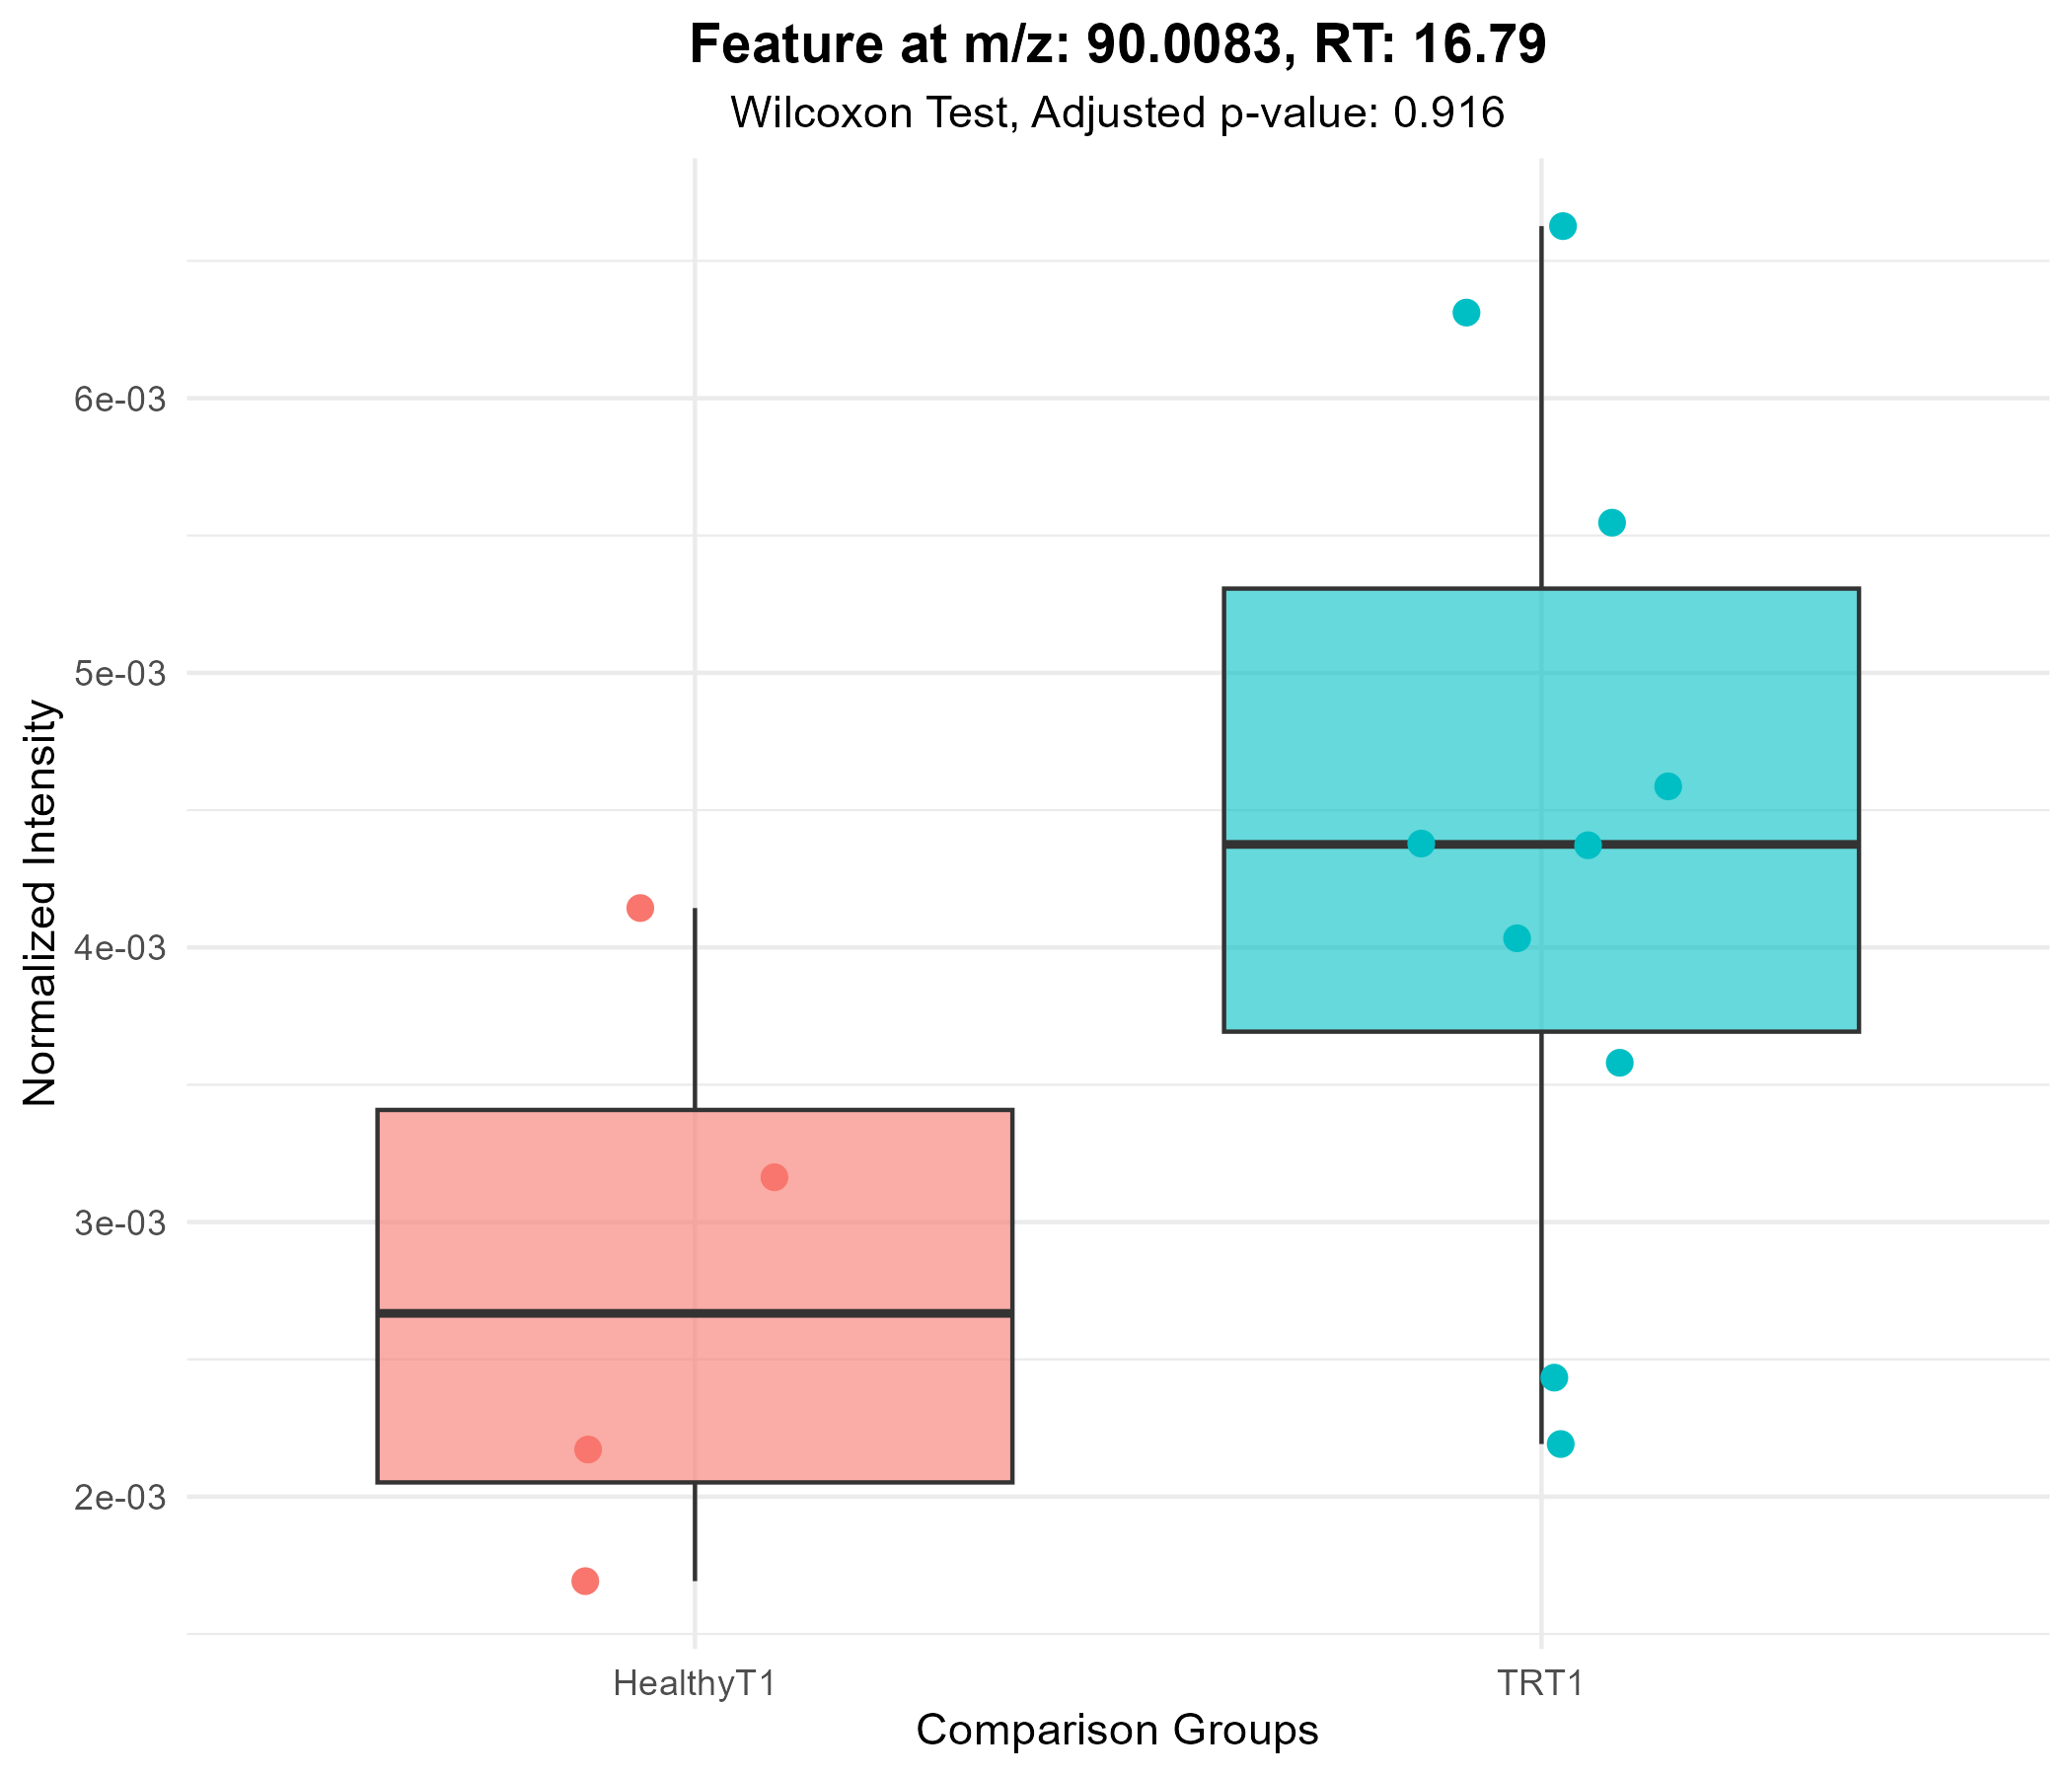 Feature at m/z: 90.0083, RT: 16.79
Wilcoxon Test, Adjusted p-value: 0.916
Normalized Intensity
6e-03
5e-03
4e-03
3e-03
2e-03
HealthyT1
TRT1
Comparison Groups